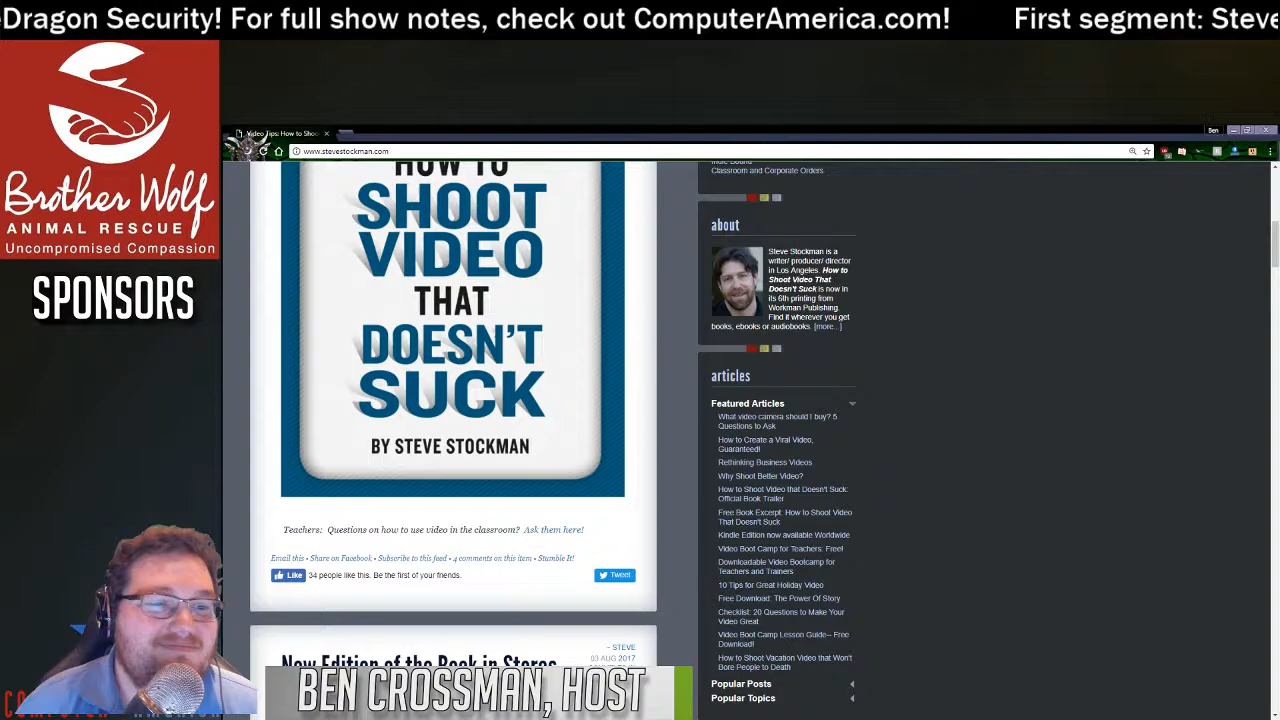 Dragon Security! For full show notes, check out ComputerAmerica.com! First segment: Steve
Brother Wolf
ANIMAL RESCUE
Uncompromised Compassion
SPONSORS
Video Tips: How to Shoo
Ben
www.stevestockman.com
HOW TO
SHOOT
VIDEO
THAT
DOESN'T
SUCK
BY STEVE STOCKMAN
Teachers: Questions on how to use video in the classroom? Ask them here!
Email this • Share on Facebook • Subscribe to this feed • 4 comments on this item • Stumble It!
Like 34 people like this. Be the first of your friends.
Tweet
~ STEVE
03 AUG 2017
New Edition of the Book in Stores
Classroom and Corporate Orders
about
Steve Stockman is a
writer/ producer/ director
in Los Angeles. How to
Shoot Video That
Doesn't Suck is now in
its 6th printing from
Workman Publishing.
Find it wherever you get
books, ebooks or audiobooks. [more...]
articles
Featured Articles
What video camera should I buy? 5
Questions to Ask
How to Create a Viral Video,
Guaranteed!
Rethinking Business Videos
Why Shoot Better Video?
How to Shoot Video that Doesn't Suck:
Official Book Trailer
Free Book Excerpt: How to Shoot Video
That Doesn't Suck
Kindle Edition now available Worldwide
Video Boot Camp for Teachers: Free!
Downloadable Video Bootcamp for
Teachers and Trainers
10 Tips for Great Holiday Video
Free Download: The Power Of Story
Checklist: 20 Questions to Make Your
Video Great
Video Boot Camp Lesson Guide-- Free
Download!
How to Shoot Vacation Video that Won't
Bore People to Death
Popular Posts
Popular Topics
BEN CROSSMAN, HOST